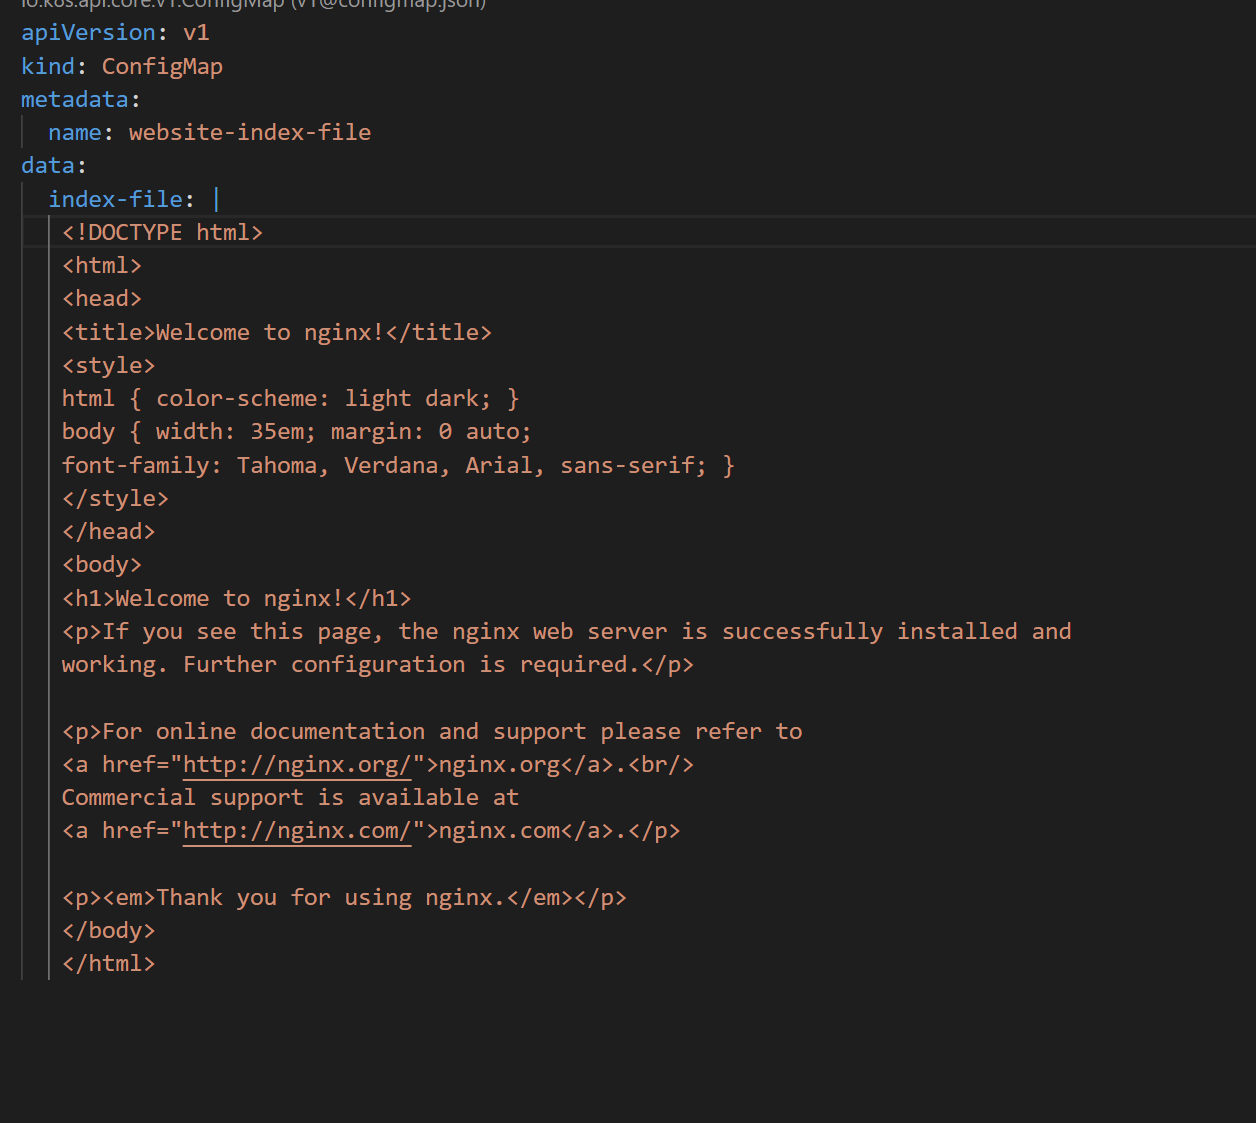 io.k8s.api.core.v1.ConfigMap (v1@configmap.json)
apiVersion: v1
kind: ConfigMap
metadata:
  name: website-index-file
data:
  index-file: |
   <!DOCTYPE html>
   <html>
   <head>
   <title>Welcome to nginx!</title>
   <style>
   html { color-scheme: light dark; }
   body { width: 35em; margin: 0 auto;
   font-family: Tahoma, Verdana, Arial, sans-serif; }
   </style>
   </head>
   <body>
   <h1>Welcome to nginx!</h1>
   <p>If you see this page, the nginx web server is successfully installed and
   working. Further configuration is required.</p>

   <p>For online documentation and support please refer to
   <a href="http://nginx.org/">nginx.org</a>.<br/>
   Commercial support is available at
   <a href="http://nginx.com/">nginx.com</a>.</p>

   <p><em>Thank you for using nginx.</em></p>
   </body>
   </html>